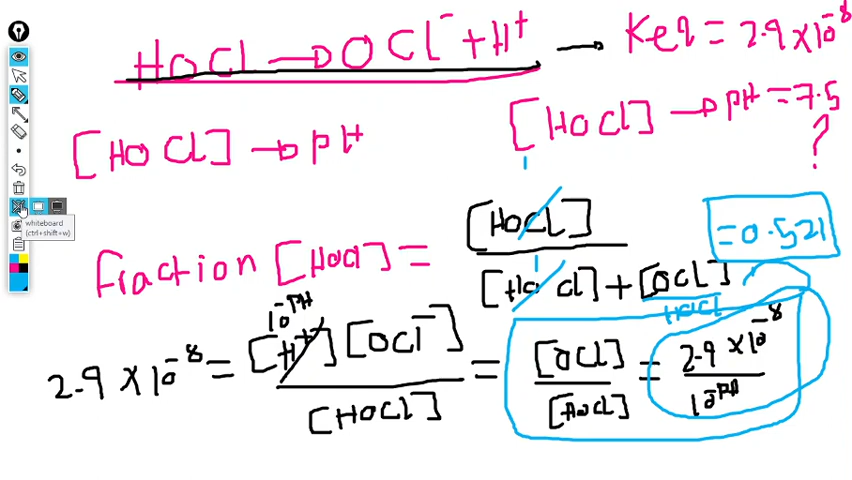 HOCl → OCl⁻ + H⁺ → Keq = 2.9 × 10⁻⁸
[HOCl] → pH = 7.5
?
[HOCl] → pH
whiteboard
(ctrl+shift+w)
fraction [HOCl] = [HOCl] / [HOCl] + [OCl⁻]
HOCl
= 0.521
10⁻ᵖᴴ
2.9 × 10⁻⁸ = [H⁺] [OCl⁻] / [HOCl] = [OCl] / [HOCl] = 2.9 × 10⁻⁸ / 10⁻ᵖᴴ